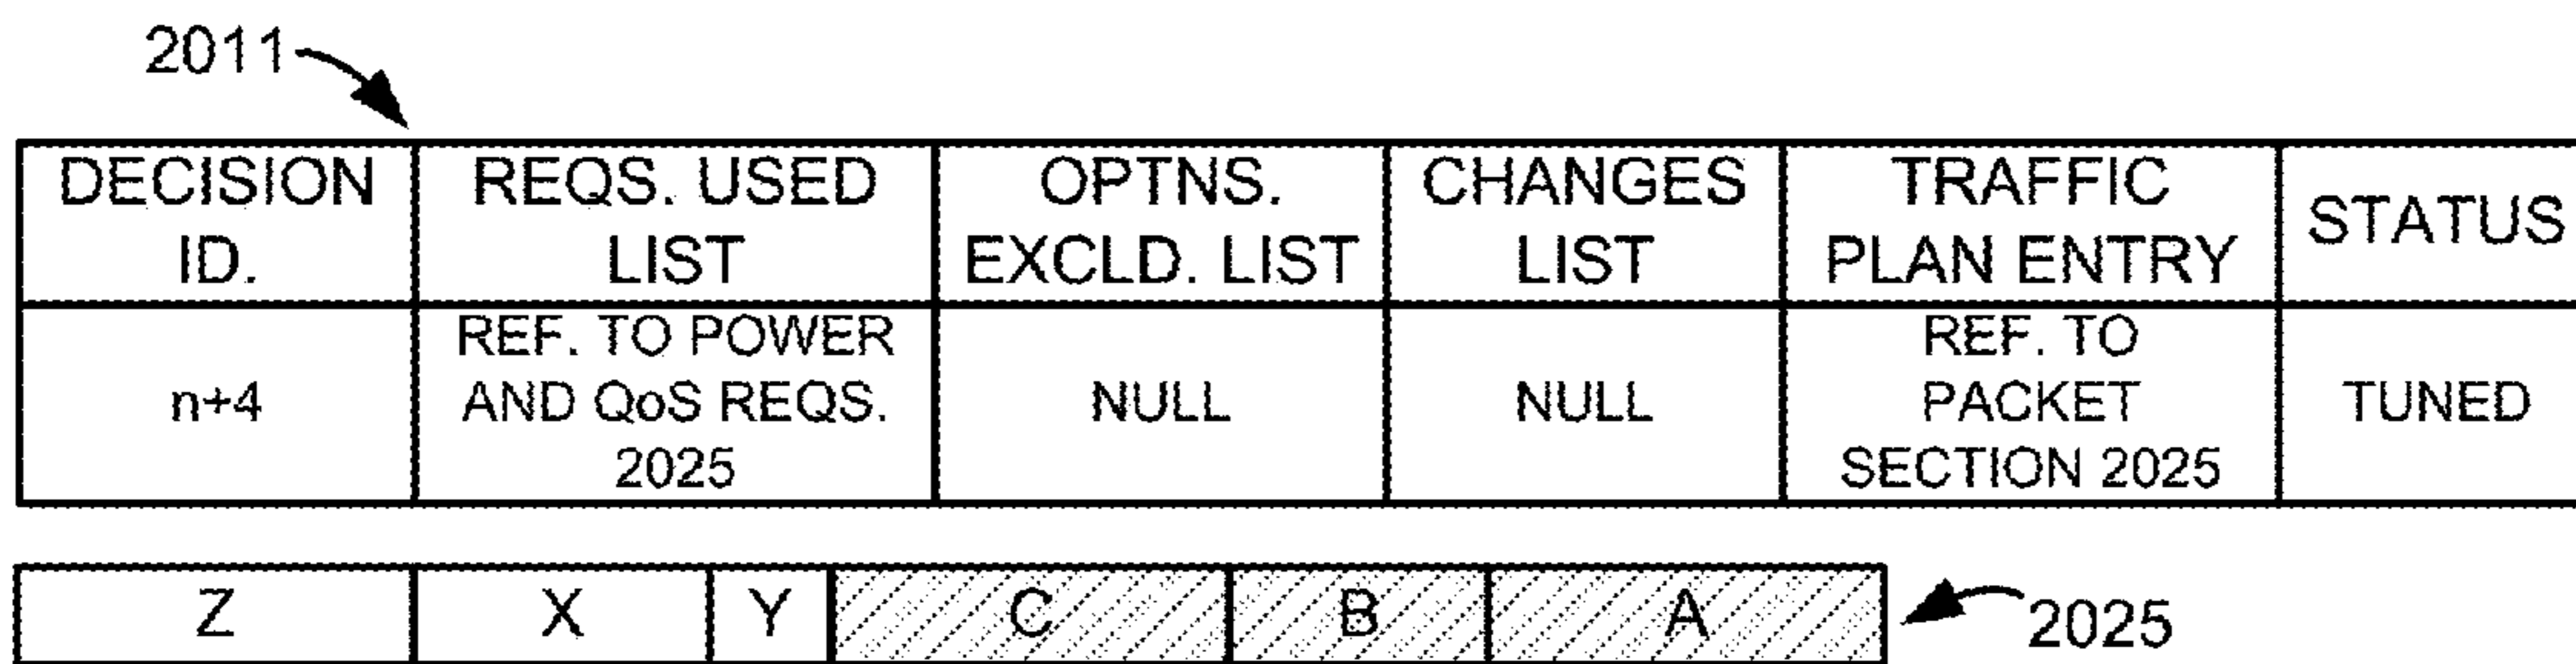 2011
DECISION ID. REQS. USED LIST OPTNS. EXCLD. LIST CHANGES LIST TRAFFIC PLAN ENTRY STATUS
n+4 REF. TO POWER AND QoS REQS. 2025 NULL NULL REF. TO PACKET SECTION 2025 TUNED
Z X Y C B A 2025